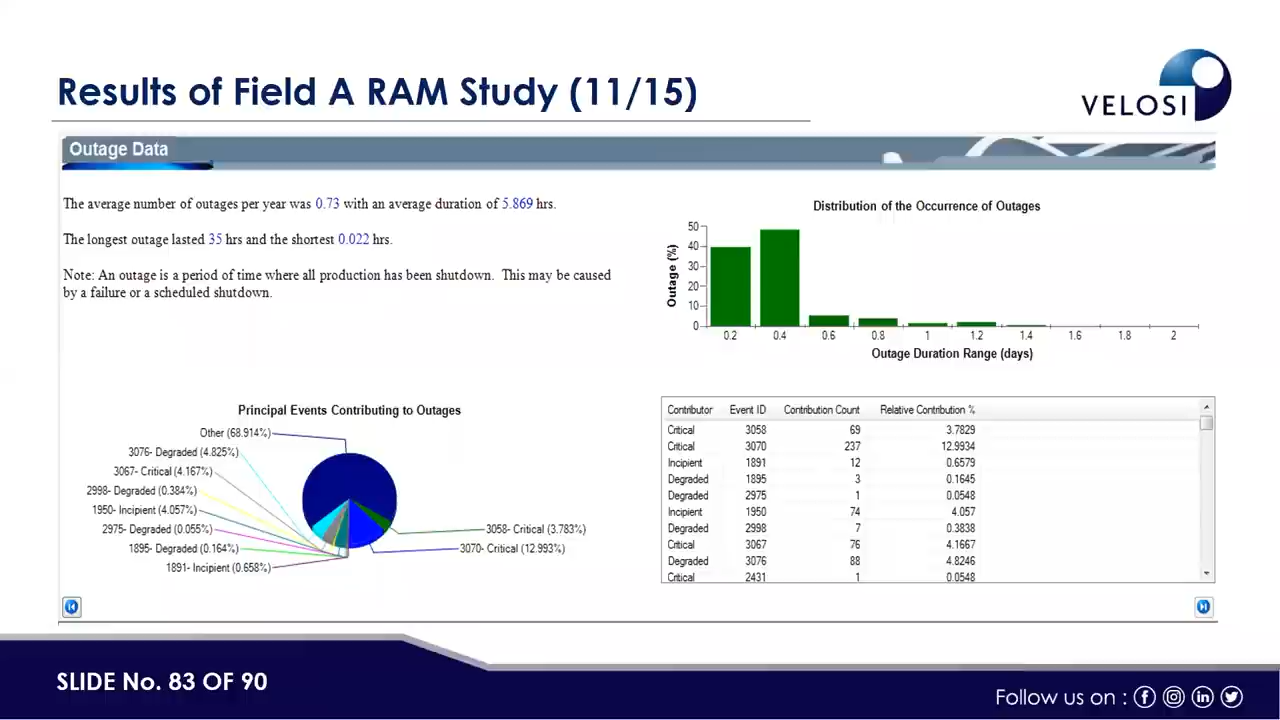 Results of Field A RAM Study (11/15)
VELOSI
Outage Data
The average number of outages per year was 0.73 with an average duration of 5.869 hrs.
The longest outage lasted 35 hrs and the shortest 0.022 hrs.
Note: An outage is a period of time where all production has been shutdown. This may be caused
by a failure or a scheduled shutdown.
Distribution of the Occurrence of Outages
Outage (%)
50
40
30
20
10
0
0.2 0.4 0.6 0.8 1 1.2 1.4 1.6 1.8 2
Outage Duration Range (days)
Principal Events Contributing to Outages
Other (68.914%)
3076- Degraded (4.825%)
3067- Critical (4.167%)
2998- Degraded (0.384%)
1950- Incipient (4.057%)
2975- Degraded (0.055%)
1895- Degraded (0.164%)
1891- Incipient (0.658%)
3058- Critical (3.783%)
3070- Critical (12.993%)
Contributor Event ID Contribution Count Relative Contribution %
Critical 3058 69 3.7829
Critical 3070 237 12.9934
Incipient 1891 12 0.6579
Degraded 1895 3 0.1645
Degraded 2975 1 0.0548
Incipient 1950 74 4.057
Degraded 2998 7 0.3838
Critical 3067 76 4.1667
Degraded 3076 88 4.8246
Critical 2431 1 0.0548
SLIDE No. 83 OF 90
Follow us on :